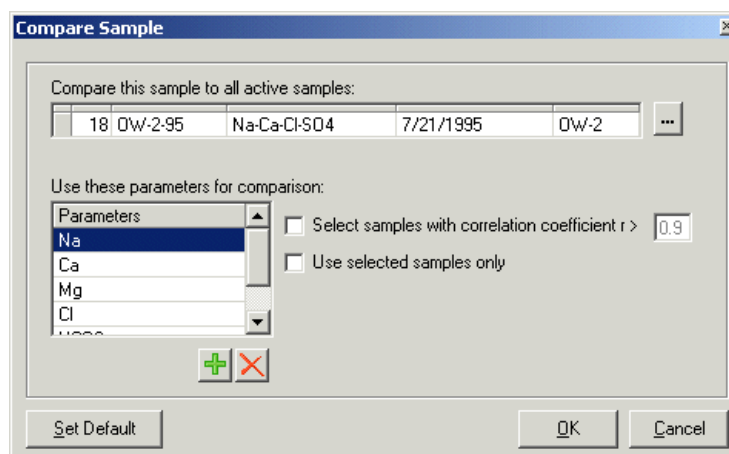 Compare Sample
Compare this sample to all active samples:
18 OW-2-95 Na-Ca-Cl-SO4 7/21/1995 OW-2 ...
Use these parameters for comparison:
Parameters
Na
Ca
Mg
Cl
Select samples with correlation coefficient r > 0.9
Use selected samples only
Set Default OK Cancel